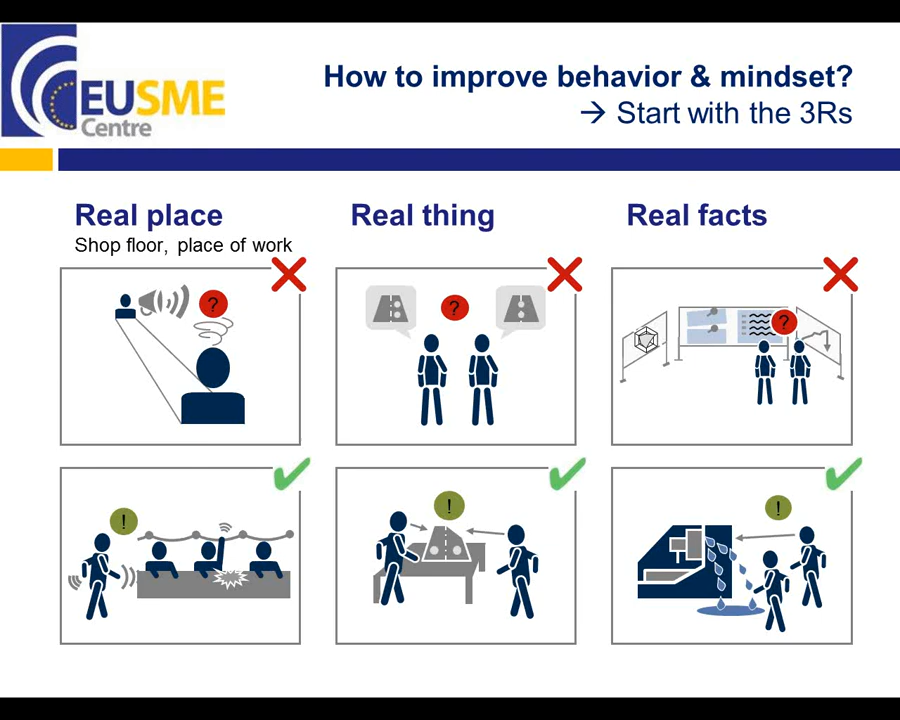 EUSME
Centre
How to improve behavior & mindset?
→ Start with the 3Rs
Real place
Shop floor, place of work
Real thing
Real facts
?
?
?
!
!
!